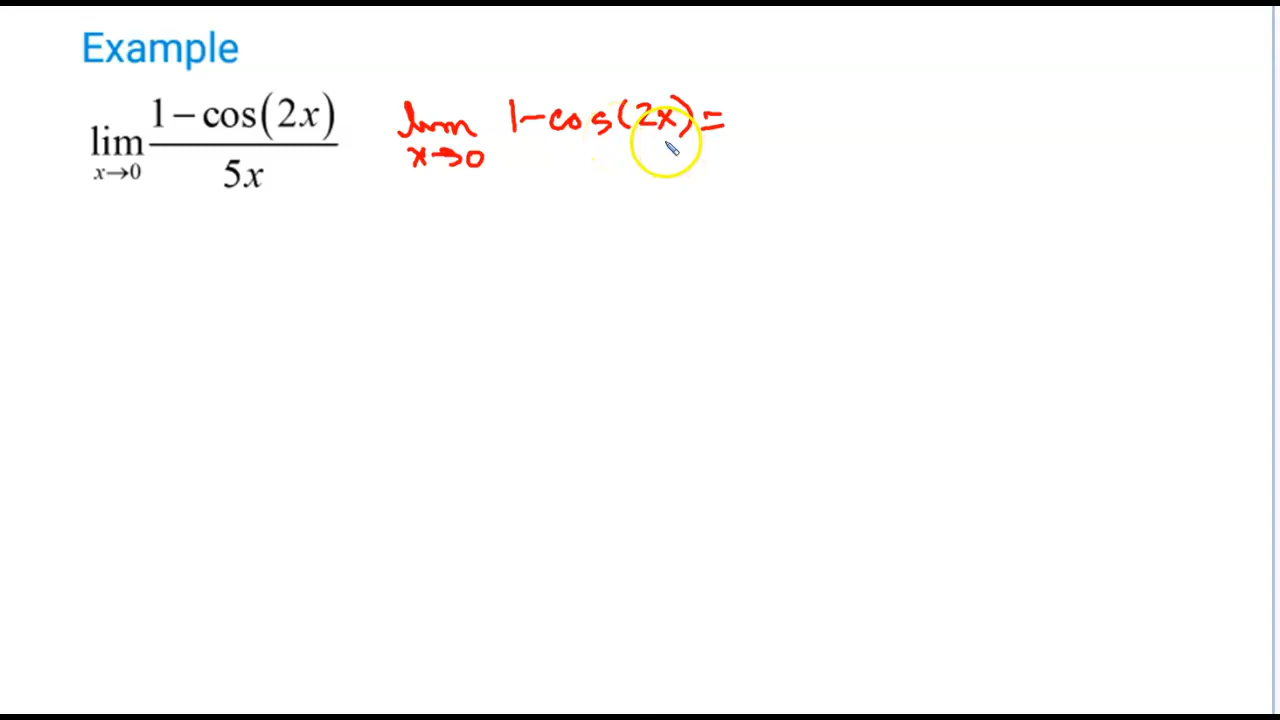 Example
lim x→0 (1 − cos(2x)) / 5x
lim x→0 1 − cos(2x) =